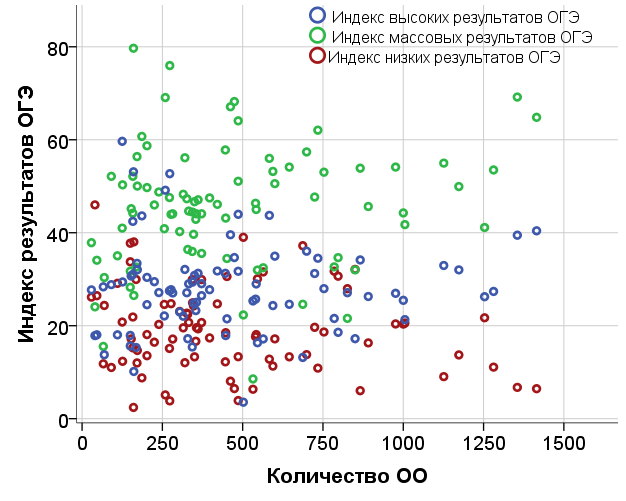 Индекс высоких результатов ОГЭ
Индекс массовых результатов ОГЭ
Индекс низких результатов ОГЭ
Индекс результатов ОГЭ
80
60
40
20
0
0 250 500 750 1000 1250 1500
Количество ОО